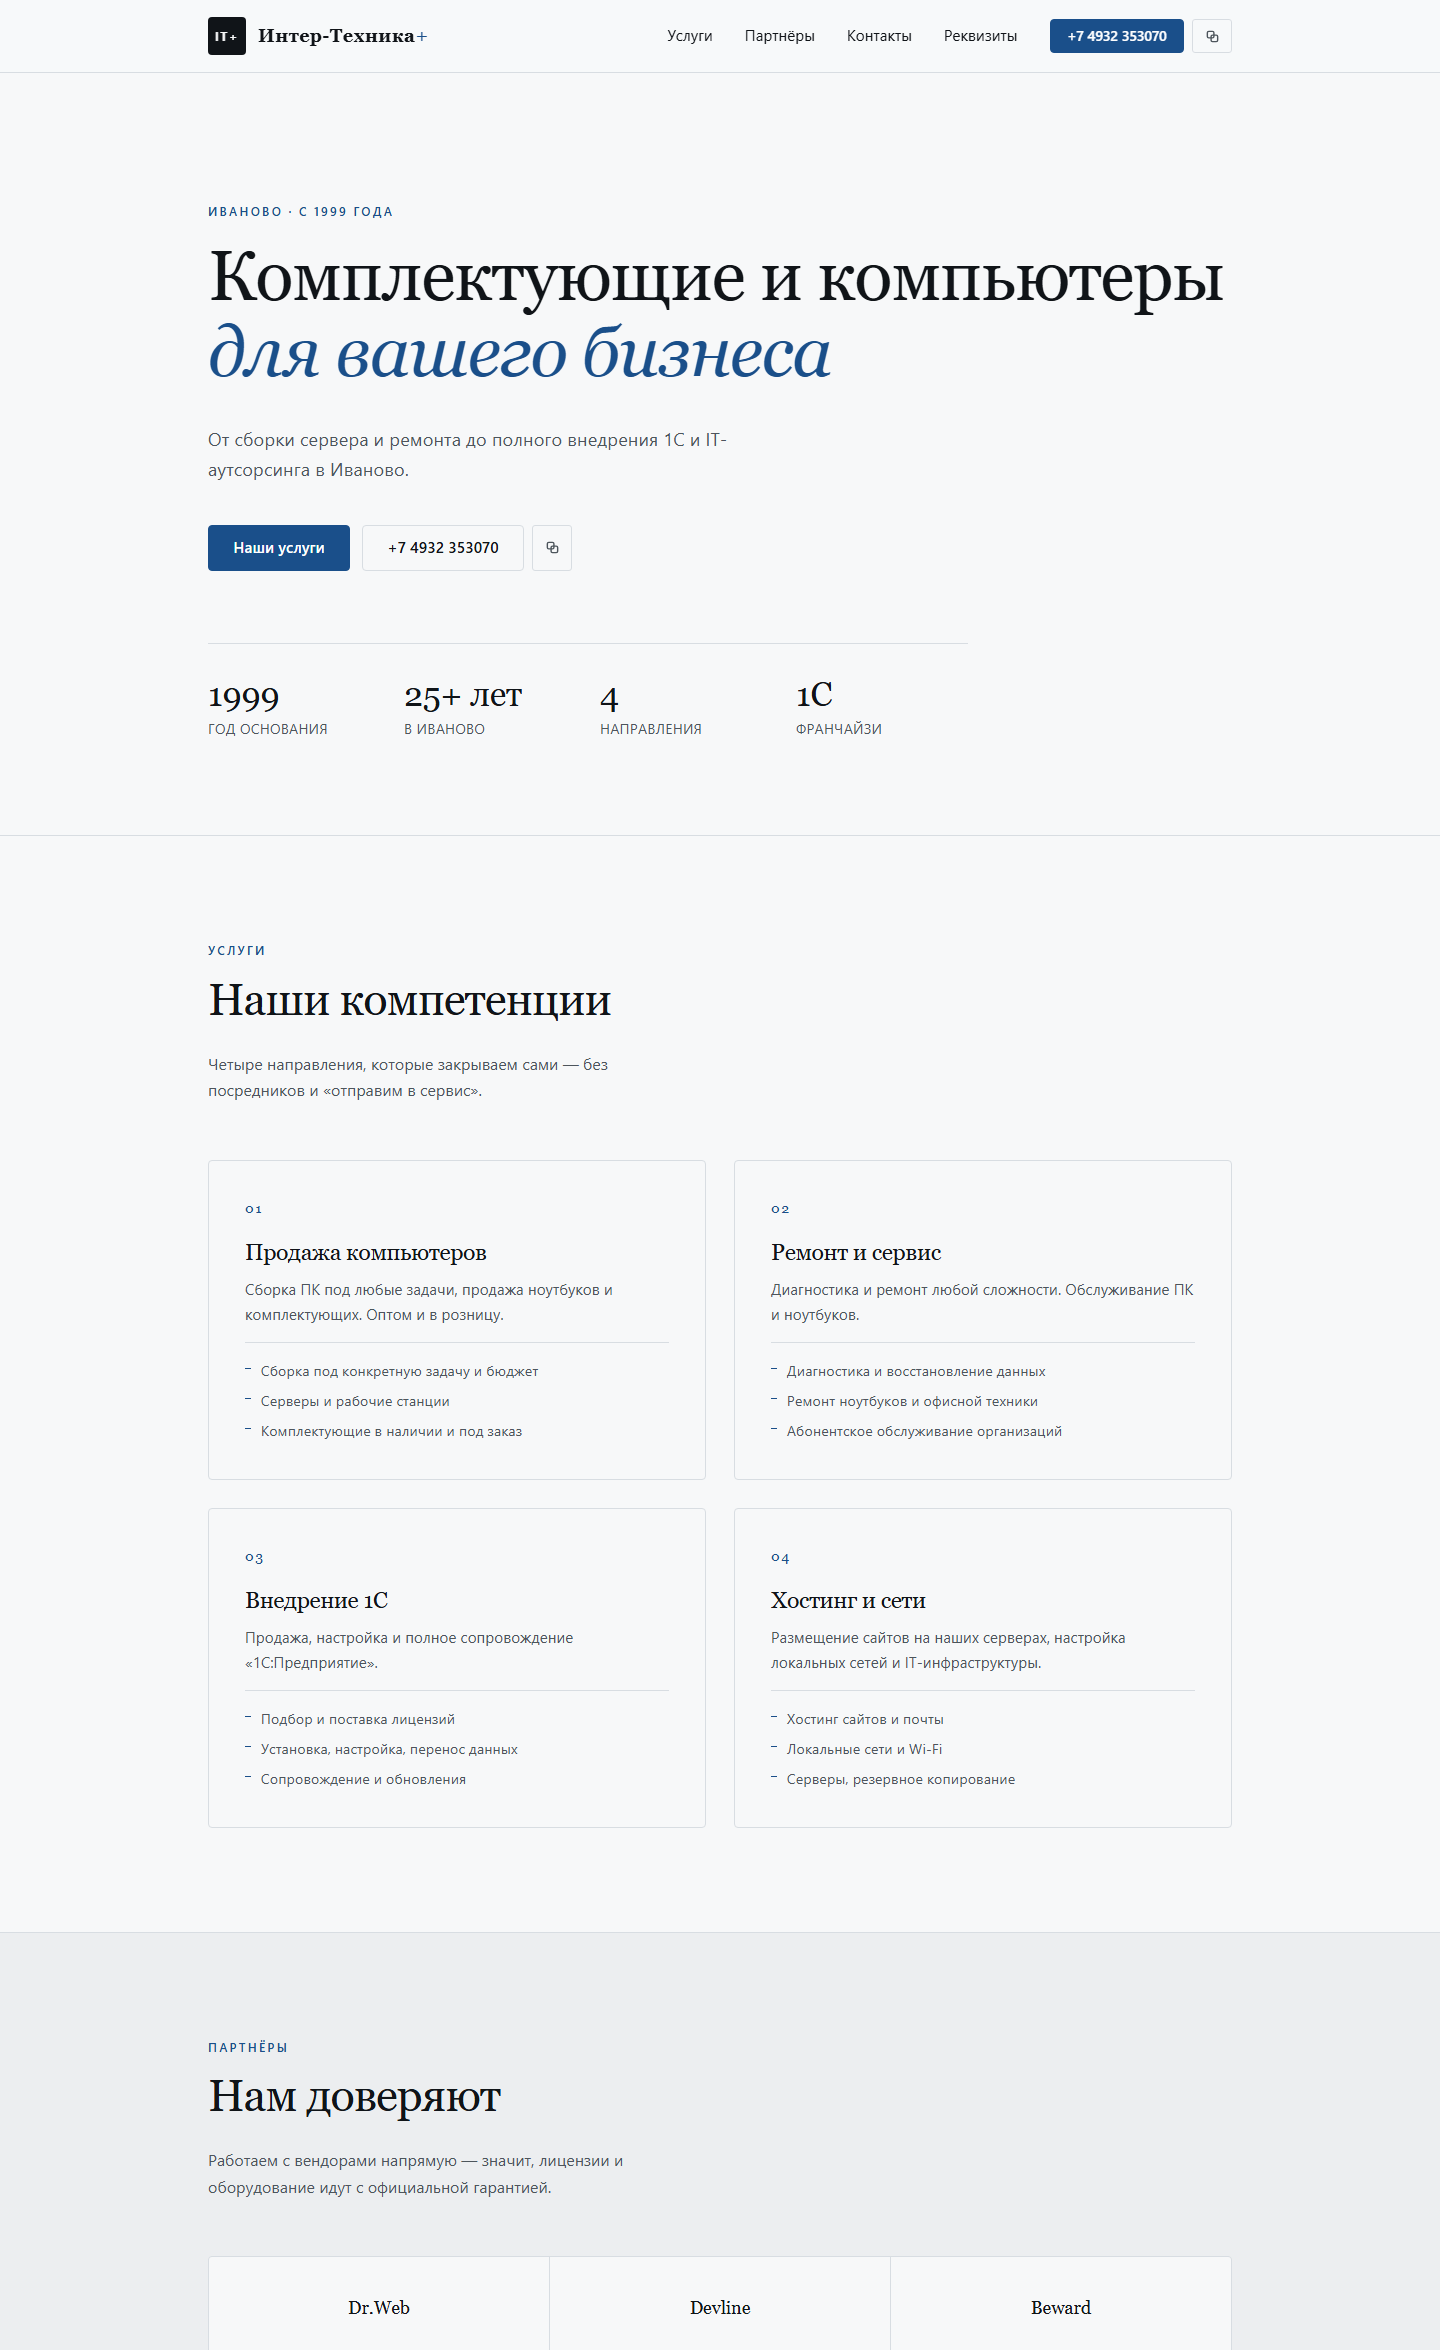 IT+ Интер-Техника+
Услуги Партнёры Контакты Реквизиты +7 4932 353070
ИВАНОВО · С 1999 ГОДА
Комплектующие и компьютеры
для вашего бизнеса
От сборки сервера и ремонта до полного внедрения 1С и IT-
аутсорсинга в Иваново.
Наши услуги +7 4932 353070
1999 25+ лет 4 1С
ГОД ОСНОВАНИЯ В ИВАНОВО НАПРАВЛЕНИЯ ФРАНЧАЙЗИ
УСЛУГИ
Наши компетенции
Четыре направления, которые закрываем сами — без
посредников и «отправим в сервис».
01
Продажа компьютеров
Сборка ПК под любые задачи, продажа ноутбуков и
комплектующих. Оптом и в розницу.
– Сборка под конкретную задачу и бюджет
– Серверы и рабочие станции
– Комплектующие в наличии и под заказ
02
Ремонт и сервис
Диагностика и ремонт любой сложности. Обслуживание ПК
и ноутбуков.
– Диагностика и восстановление данных
– Ремонт ноутбуков и офисной техники
– Абонентское обслуживание организаций
03
Внедрение 1С
Продажа, настройка и полное сопровождение
«1С:Предприятие».
– Подбор и поставка лицензий
– Установка, настройка, перенос данных
– Сопровождение и обновления
04
Хостинг и сети
Размещение сайтов на наших серверах, настройка
локальных сетей и IT-инфраструктуры.
– Хостинг сайтов и почты
– Локальные сети и Wi-Fi
– Серверы, резервное копирование
ПАРТНЁРЫ
Нам доверяют
Работаем с вендорами напрямую — значит, лицензии и
оборудование идут с официальной гарантией.
Dr.Web Devline Beward